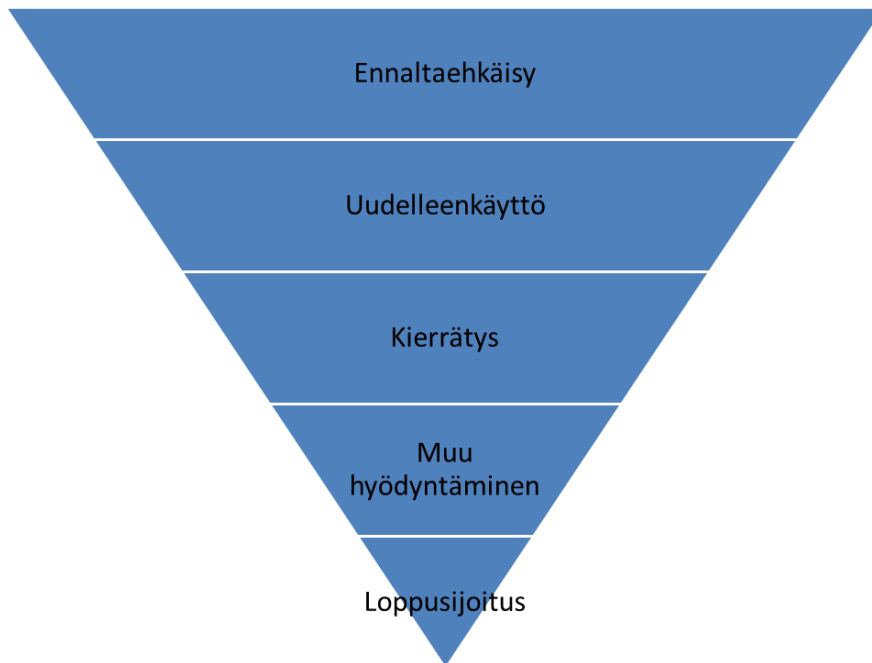 Ennaltaehkäisy
Uudelleenkäyttö
Kierrätys
Muu
hyödyntäminen
Loppusijoitus